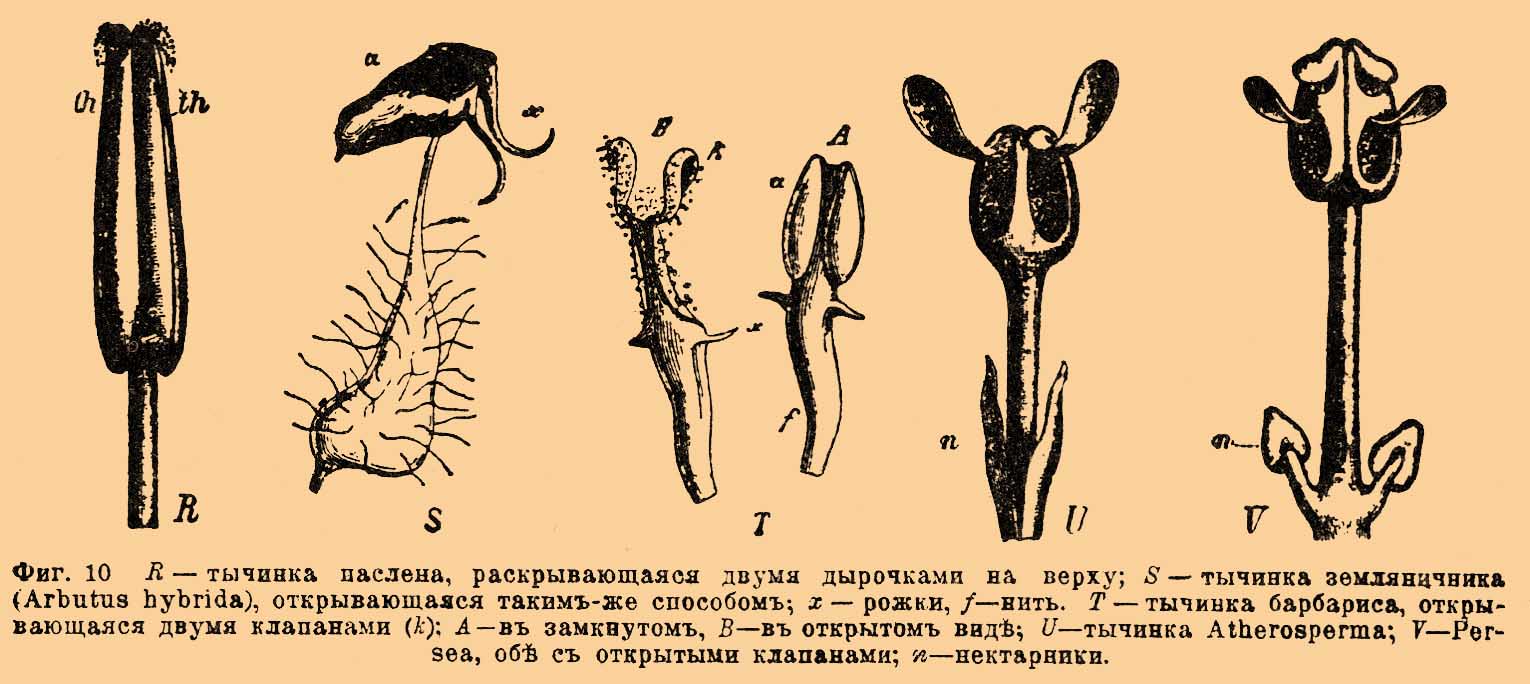 th th
a
x
f
S
R
B k
x
A
a
f
T
n
U
n
V
Фиг. 10 R — тычинка паслена, раскрывающаяся двумя дырочками на верху; S — тычинка земляничника
(Arbutus hybrida), открывающаяся такимъ-же способомъ; x — рожки, f—нить. T — тычинка барбариса, откры-
вающаяся двумя клапанами (k); A—въ замкнутомъ, B—въ открытомъ видѣ; U—тычинка Atherosperma; V—Per-
sea, обѣ съ открытыми клапанами; n—нектарники.